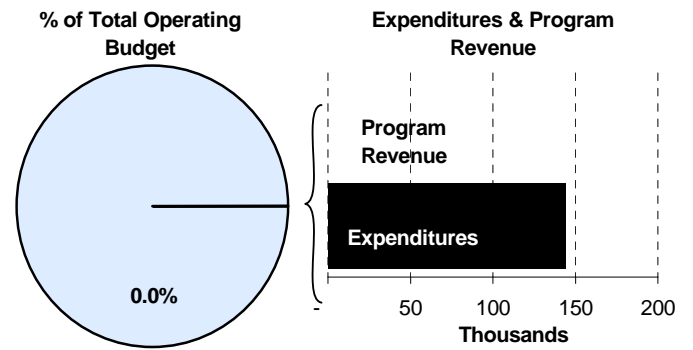 % of Total Operating
Budget
0.0%
Expenditures & Program
Revenue
Program
Revenue
Expenditures
- 50 100 150 200
Thousands